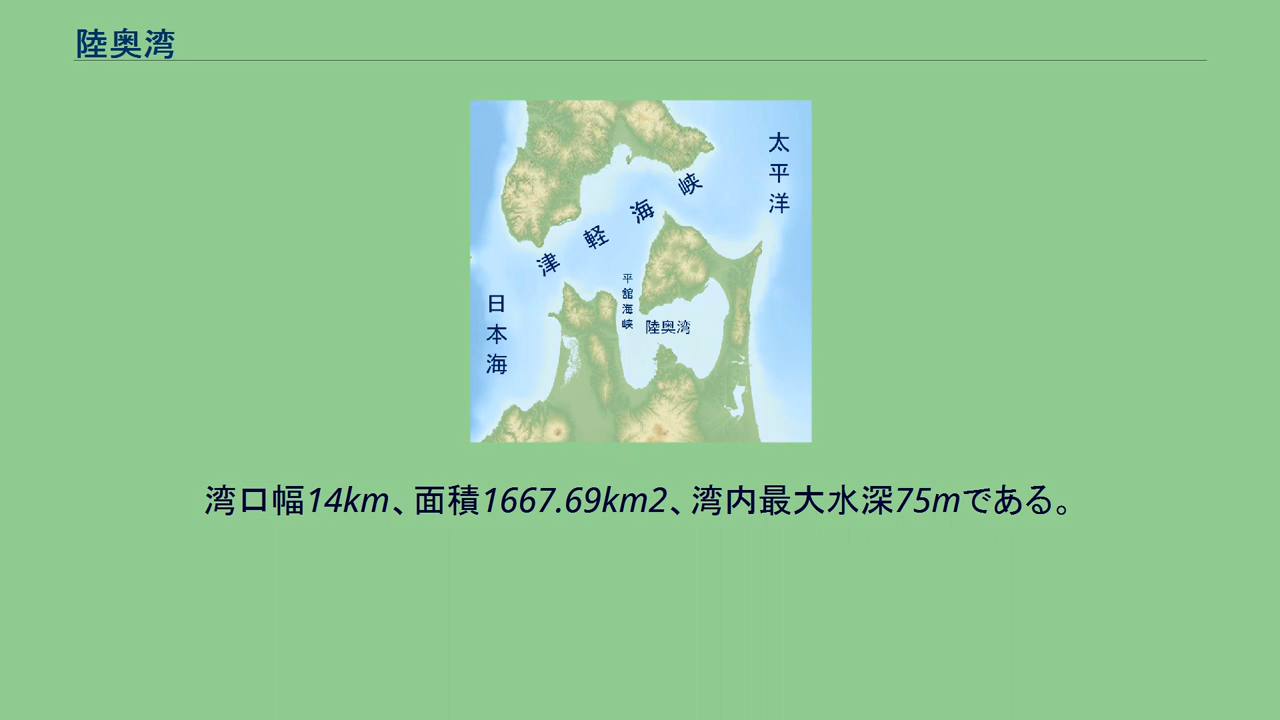 陸奥湾
太平洋
津軽海峡
平舘海峡
日本海
陸奥湾
湾口幅14km、面積1667.69km2、湾内最大水深75mである。